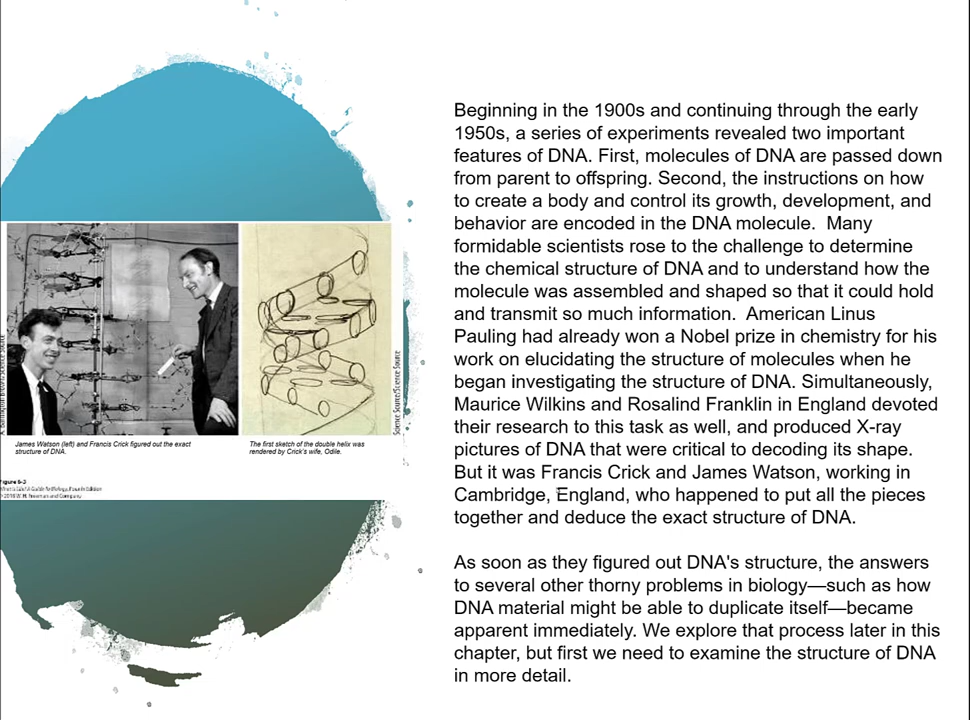 Beginning in the 1900s and continuing through the early
1950s, a series of experiments revealed two important
features of DNA. First, molecules of DNA are passed down
from parent to offspring. Second, the instructions on how
to create a body and control its growth, development, and
behavior are encoded in the DNA molecule.  Many
formidable scientists rose to the challenge to determine
the chemical structure of DNA and to understand how the
molecule was assembled and shaped so that it could hold
and transmit so much information.  American Linus
Pauling had already won a Nobel prize in chemistry for his
work on elucidating the structure of molecules when he
began investigating the structure of DNA. Simultaneously,
Maurice Wilkins and Rosalind Franklin in England devoted
their research to this task as well, and produced X-ray
pictures of DNA that were critical to decoding its shape.
But it was Francis Crick and James Watson, working in
Cambridge, England, who happened to put all the pieces
together and deduce the exact structure of DNA.
As soon as they figured out DNA's structure, the answers
to several other thorny problems in biology—such as how
DNA material might be able to duplicate itself—became
apparent immediately. We explore that process later in this
chapter, but first we need to examine the structure of DNA
in more detail.
James Watson (left) and Francis Crick figured out the exact
structure of DNA.
The first sketch of the double helix was
rendered by Crick's wife, Odile.
Science Source/Science Source
Figure 6-3